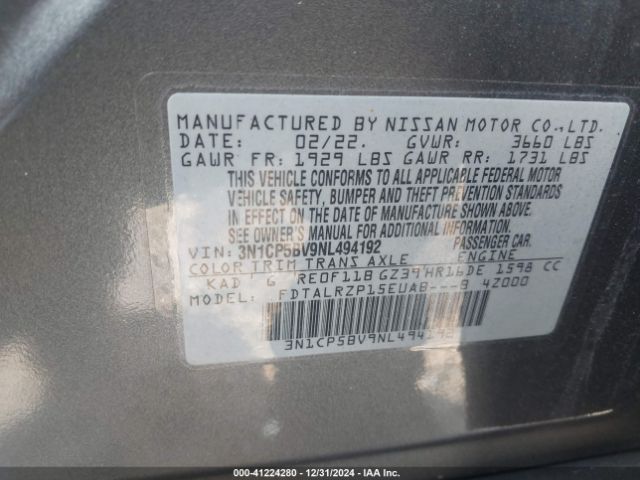 MANUFACTURED BY NISSAN MOTOR CO., LTD.
DATE: 02/22. GVWR: 3660 LBS
GAWR FR: 1929 LBS GAWR RR: 1731 LBS
THIS VEHICLE CONFORMS TO ALL APPLICABLE FEDERAL MOTOR
VEHICLE SAFETY, BUMPER AND THEFT PREVENTION STANDARDS
IN EFFECT ON THE DATE OF MANUFACTURE SHOWN ABOVE.
SEE OWNER'S MANUAL FOR ADDITIONAL INFORMATION
VIN: 3N1CP5BV9NL494192 PASSENGER CAR.
COLOR TRIM TRANS AXLE ENGINE
KAD G RE0F11B GZ39 HR16DE 1598 CC
MODEL: FDTALRZP15EUAB---B 4Z000
3N1CP5BV9NL494192
000-41224280 - 12/31/2024 - IAA, Inc.